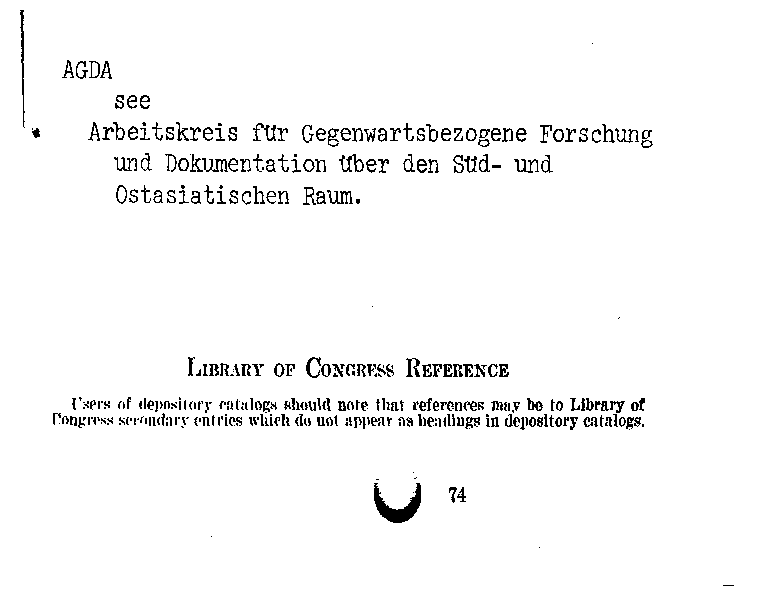 AGDA
see
Arbeitskreis für Gegenwartsbezogene Forschung
und Dokumentation über den Süd- und
Ostasiatischen Raum.
LIBRARY OF CONGRESS REFERENCE
Users of depository catalogs should note that references may be to Library of
Congress secondary entries which do not appear as headings in depository catalogs.
74